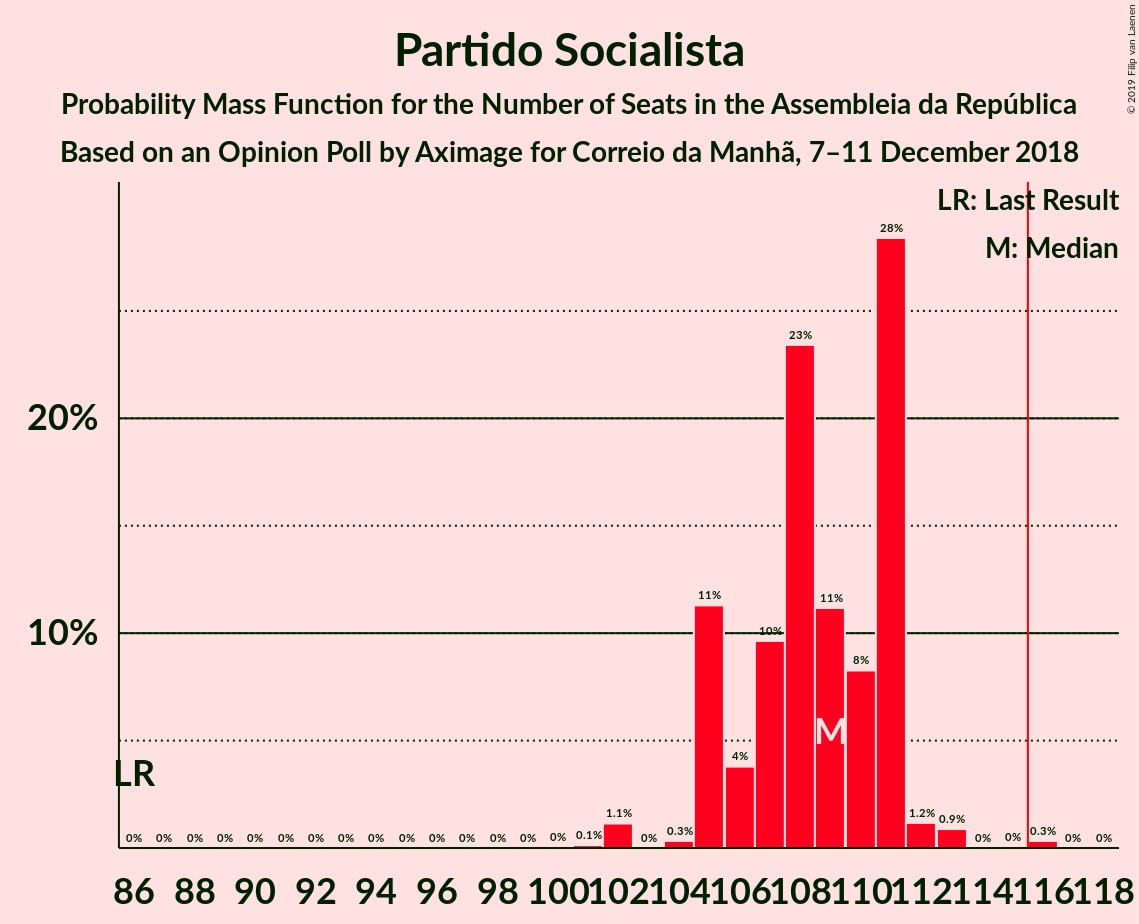 © 2019 Filip van Laenen
Partido Socialista
Probability Mass Function for the Number of Seats in the Assembleia da República
Based on an Opinion Poll by Aximage for Correio da Manhã, 7–11 December 2018
LR: Last Result
M: Median
28%
23%
20%
11% 11%
10% 10%
8%
M
4%
LR
0% 0% 0% 0% 0% 0% 0% 0% 0% 0% 0% 0% 0% 0% 0% 0.1% 1.1% 0% 0.3% 1.2% 0.9% 0% 0% 0.3% 0% 0%
86 88 90 92 94 96 98 100 102 104 106 108 110 112 114 116 118